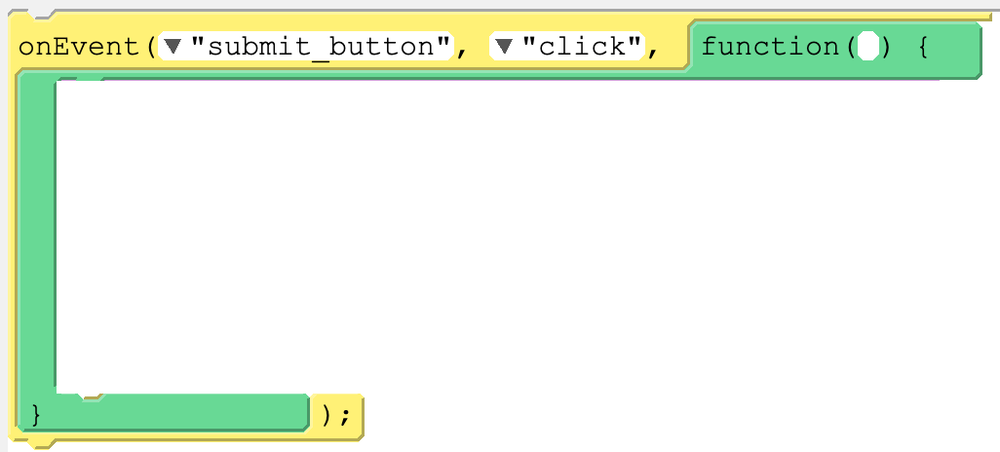 onEvent(▼"submit_button", ▼"click", function( ) {
} );